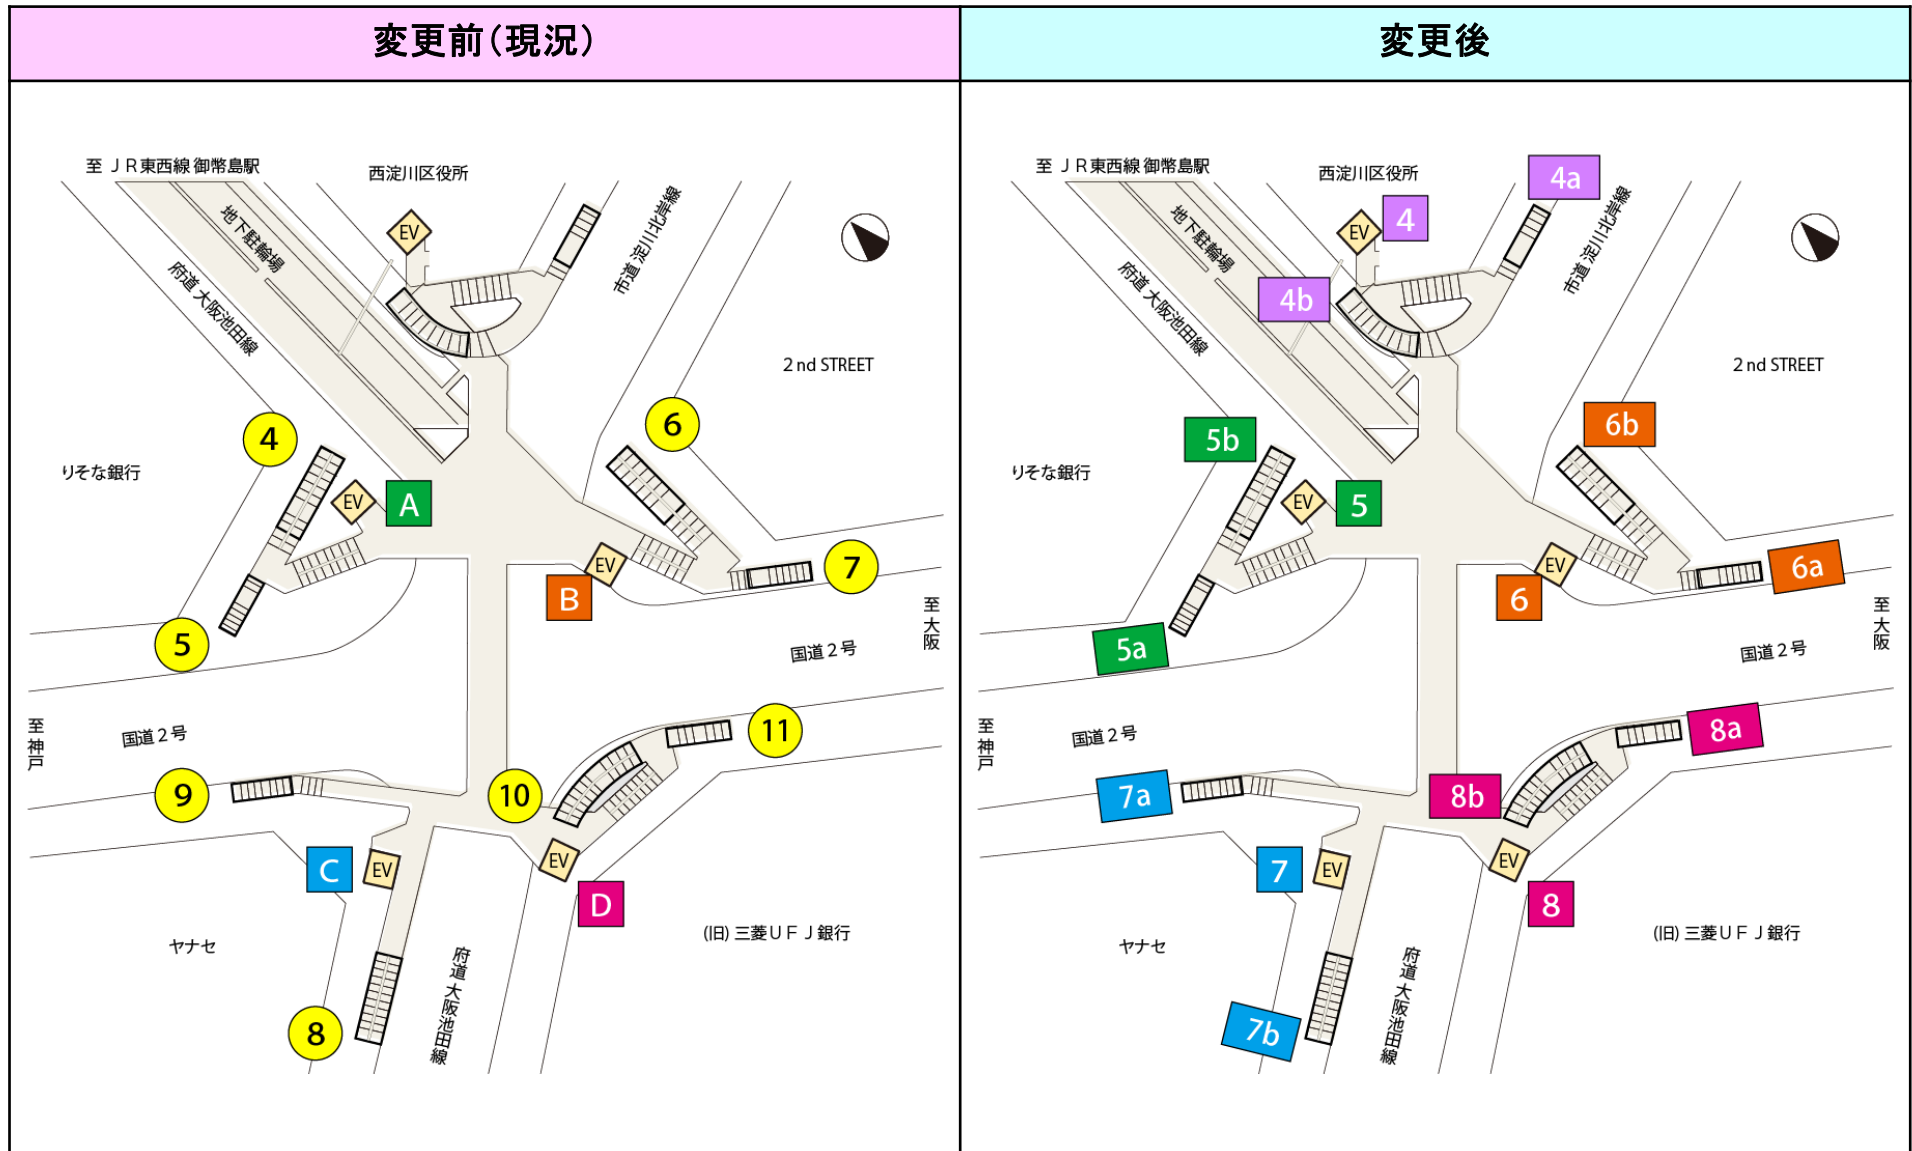 変更前（現況）
至 ＪＲ東西線 御幣島駅
西淀川区役所
EV
地下駐輪場
市道 淀川北岸線
府道 大阪池田線
2 nd STREET
4
6
りそな銀行
EV
A
7
EV
B
5
至大阪
国道２号
至神戸
国道２号
11
9
10
C
EV
EV
D
ヤナセ
(旧) 三菱ＵＦＪ銀行
府道 大阪池田線
8
変更後
至 ＪＲ東西線 御幣島駅
西淀川区役所
4a
4
EV
地下駐輪場
市道 淀川北岸線
府道 大阪池田線
4b
2 nd STREET
5b
6b
りそな銀行
EV
5
6a
EV
6
5a
至大阪
国道２号
至神戸
国道２号
8a
7a
8b
7
EV
EV
8
ヤナセ
(旧) 三菱ＵＦＪ銀行
府道 大阪池田線
7b